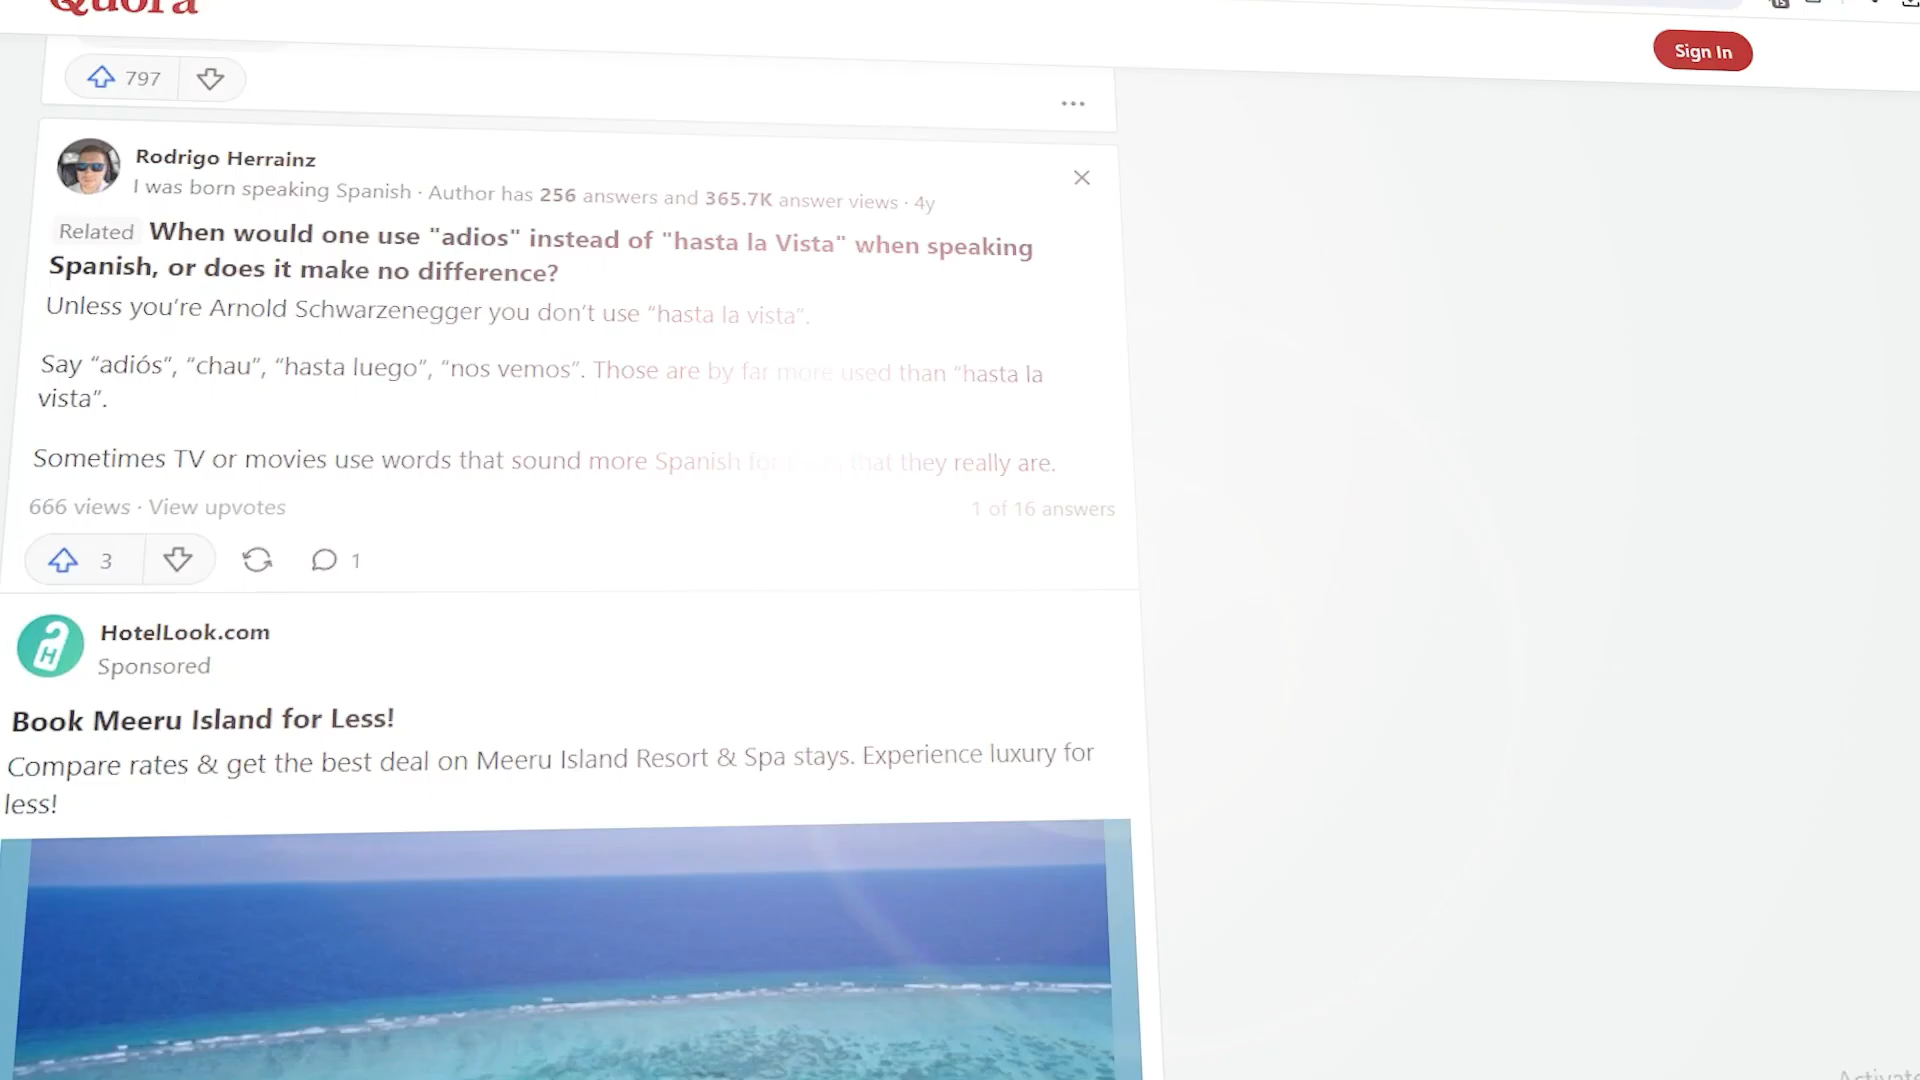 Quora
Sign In
797
Rodrigo Herrainz
I was born speaking Spanish · Author has 256 answers and 365.7K answer views · 4y
Related When would one use "adios" instead of "hasta la Vista" when speaking
Spanish, or does it make no difference?
Unless you’re Arnold Schwarzenegger you don’t use “hasta la vista”.
Say “adiós”, “chau”, “hasta luego”, “nos vemos”. Those are by far more used than “hasta la
vista”.
Sometimes TV or movies use words that sound more Spanish for that they really are.
666 views · View upvotes
1 of 16 answers
3
1
HotelLook.com
Sponsored
H
Book Meeru Island for Less!
Compare rates & get the best deal on Meeru Island Resort & Spa stays. Experience luxury for
less!